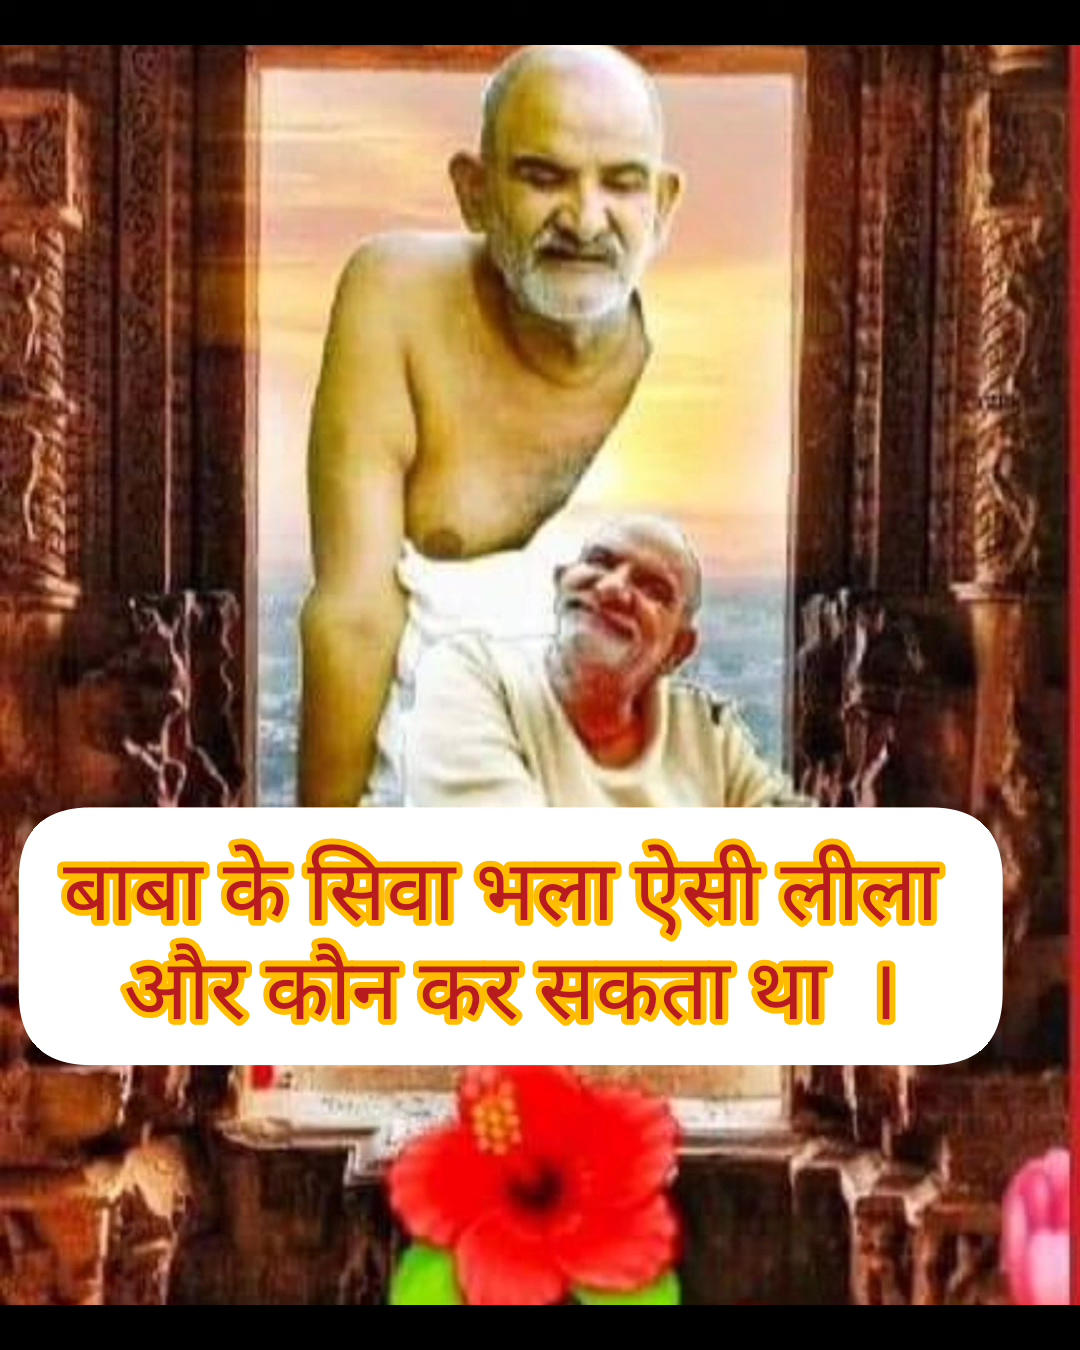 बाबा के सिवा भला ऐसी लीला
और कौन कर सकता था ।